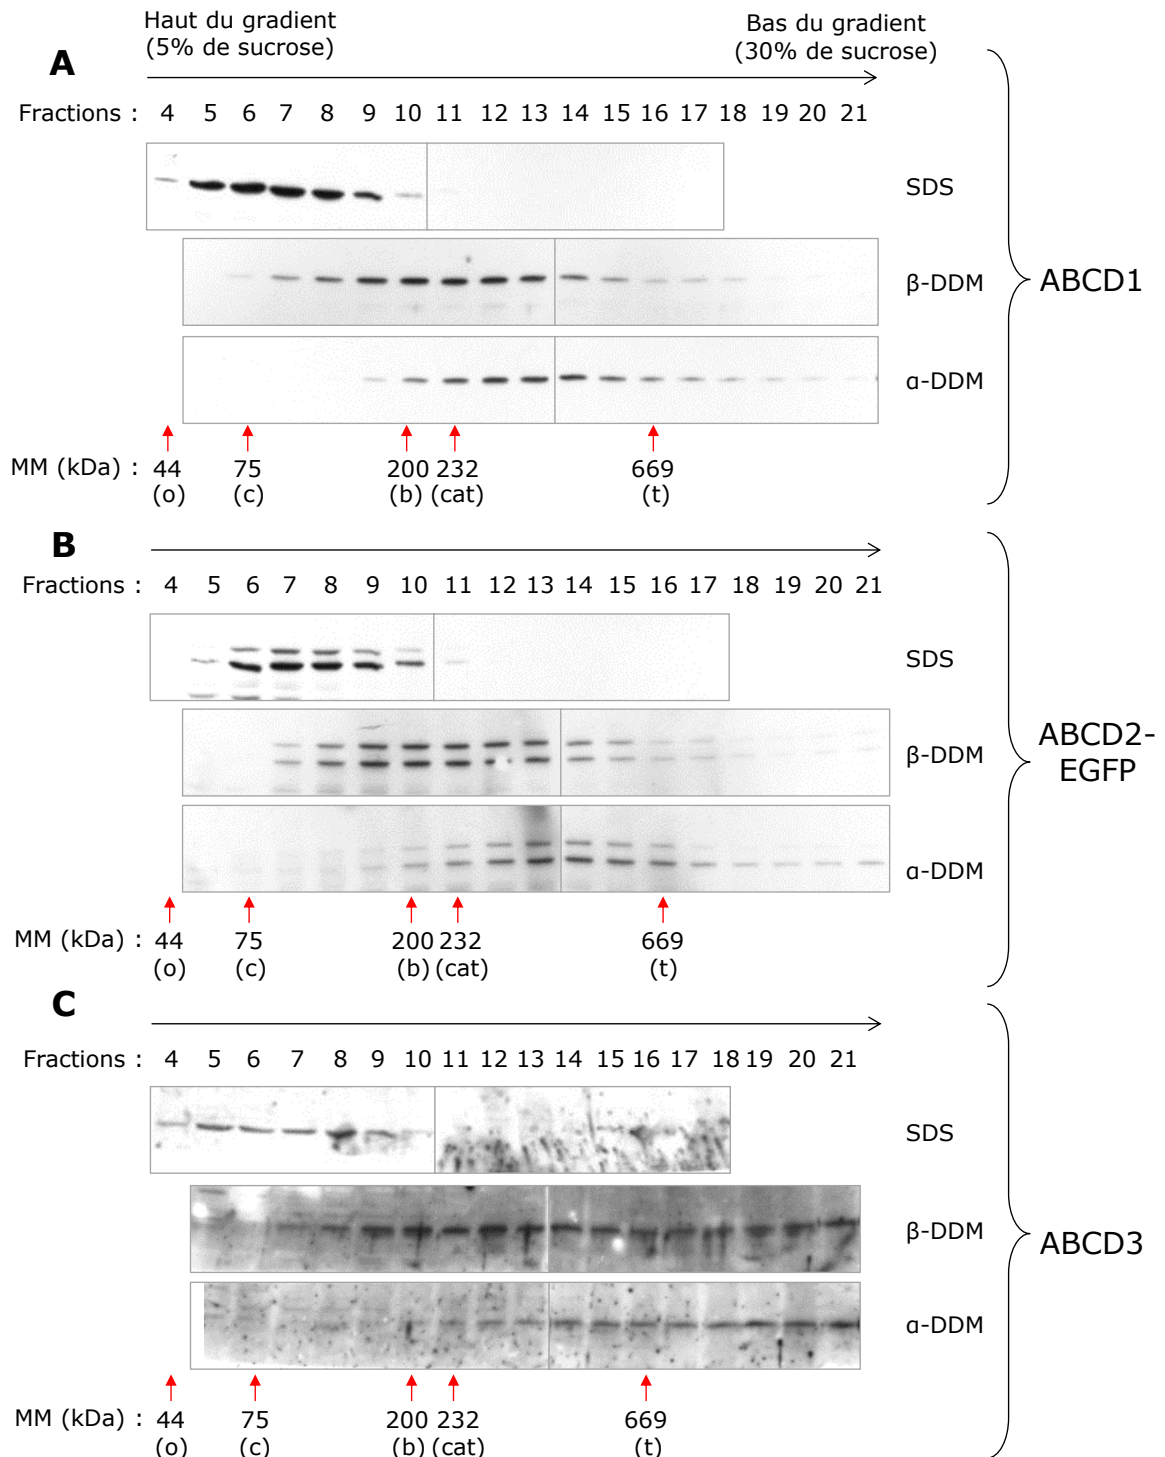 Haut du gradient
(5% de sucrose)
Bas du gradient
(30% de sucrose)
A
Fractions : 4 5 6 7 8 9 10 11 12 13 14 15 16 17 18 19 20 21
SDS
β-DDM
ABCD1
α-DDM
MM (kDa) : 44 75 200 232 669
(o) (c) (b) (cat) (t)
B
Fractions : 4 5 6 7 8 9 10 11 12 13 14 15 16 17 18 19 20 21
SDS
β-DDM
ABCD2-
EGFP
α-DDM
MM (kDa) : 44 75 200 232 669
(o) (c) (b) (cat) (t)
C
Fractions : 4 5 6 7 8 9 10 11 12 13 14 15 16 17 18 19 20 21
SDS
β-DDM
ABCD3
α-DDM
MM (kDa) : 44 75 200 232 669
(o) (c) (b) (cat) (t)